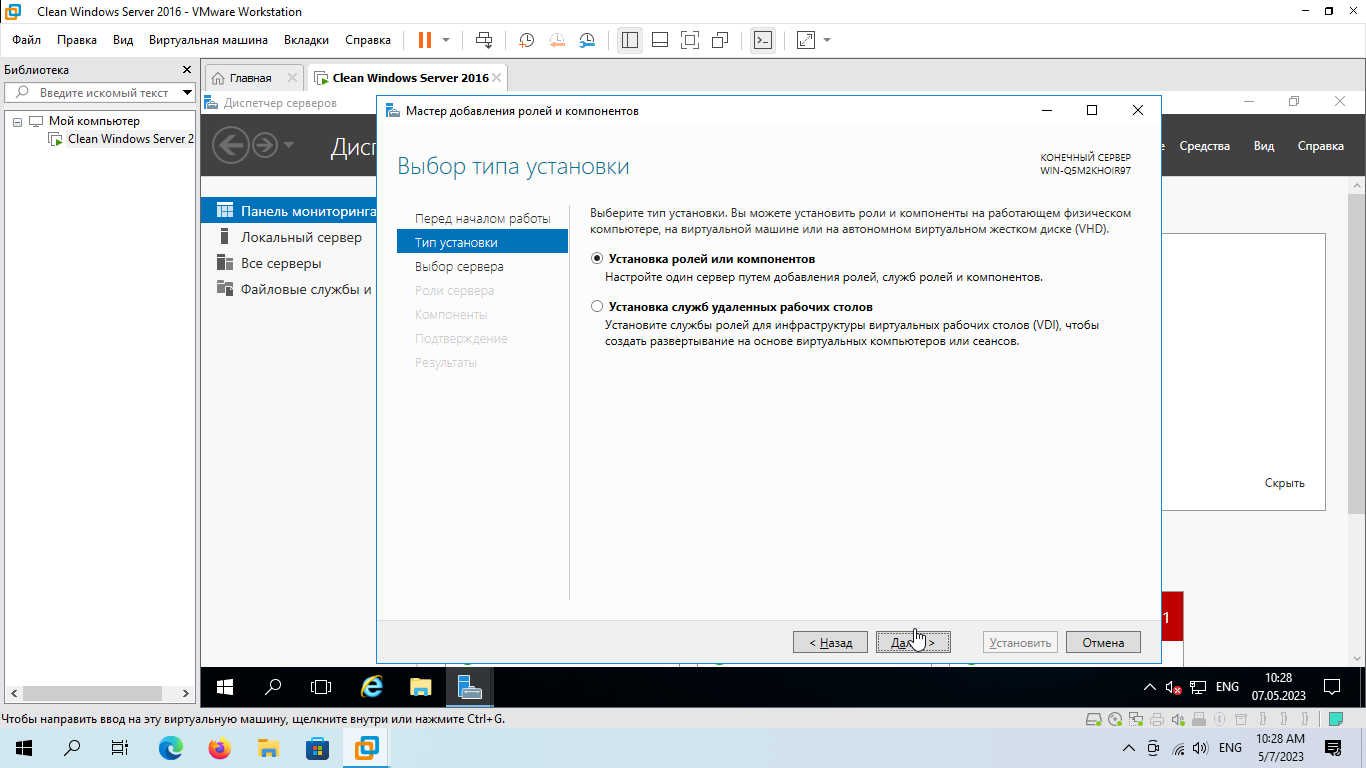 Clean Windows Server 2016 - VMware Workstation
Файл Правка Вид Виртуальная машина Вкладки Справка
Библиотека
Введите искомый текст
Мой компьютер
Clean Windows Server 2
Главная
Clean Windows Server 2016
Диспетчер серверов
Дисп
Средства Вид Справка
Панель мониторинга
Локальный сервер
Все серверы
Файловые службы и
Мастер добавления ролей и компонентов
Выбор типа установки
КОНЕЧНЫЙ СЕРВЕР
WIN-Q5M2KHOIR97
Перед началом работы
Тип установки
Выбор сервера
Роли сервера
Компоненты
Подтверждение
Результаты
Выберите тип установки. Вы можете установить роли и компоненты на работающем физическом
компьютере, на виртуальной машине или на автономном виртуальном жестком диске (VHD).
Установка ролей или компонентов
Настройте один сервер путем добавления ролей, служб ролей и компонентов.
Установка служб удаленных рабочих столов
Установите службы ролей для инфраструктуры виртуальных рабочих столов (VDI), чтобы
создать развертывание на основе виртуальных компьютеров или сеансов.
Скрыть
1
< Назад Далее > Установить Отмена
ENG
10:28
07.05.2023
Чтобы направить ввод на эту виртуальную машину, щелкните внутри или нажмите Ctrl+G.
ENG
10:28 AM
5/7/2023